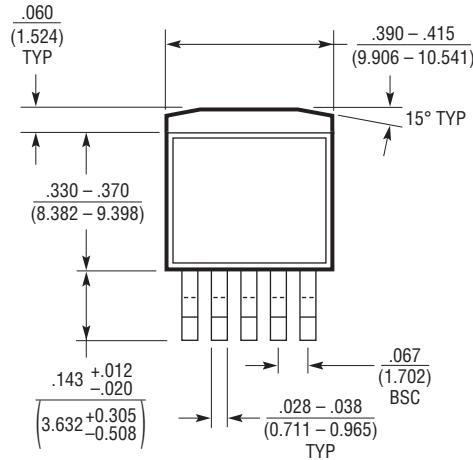 .060
(1.524)
TYP
.390 – .415
(9.906 – 10.541)
15° TYP
.330 – .370
(8.382 – 9.398)
.143 +.012
–.020
(3.632 +0.305
–0.508)
.028 – .038
(0.711 – 0.965)
TYP
.067
(1.702)
BSC